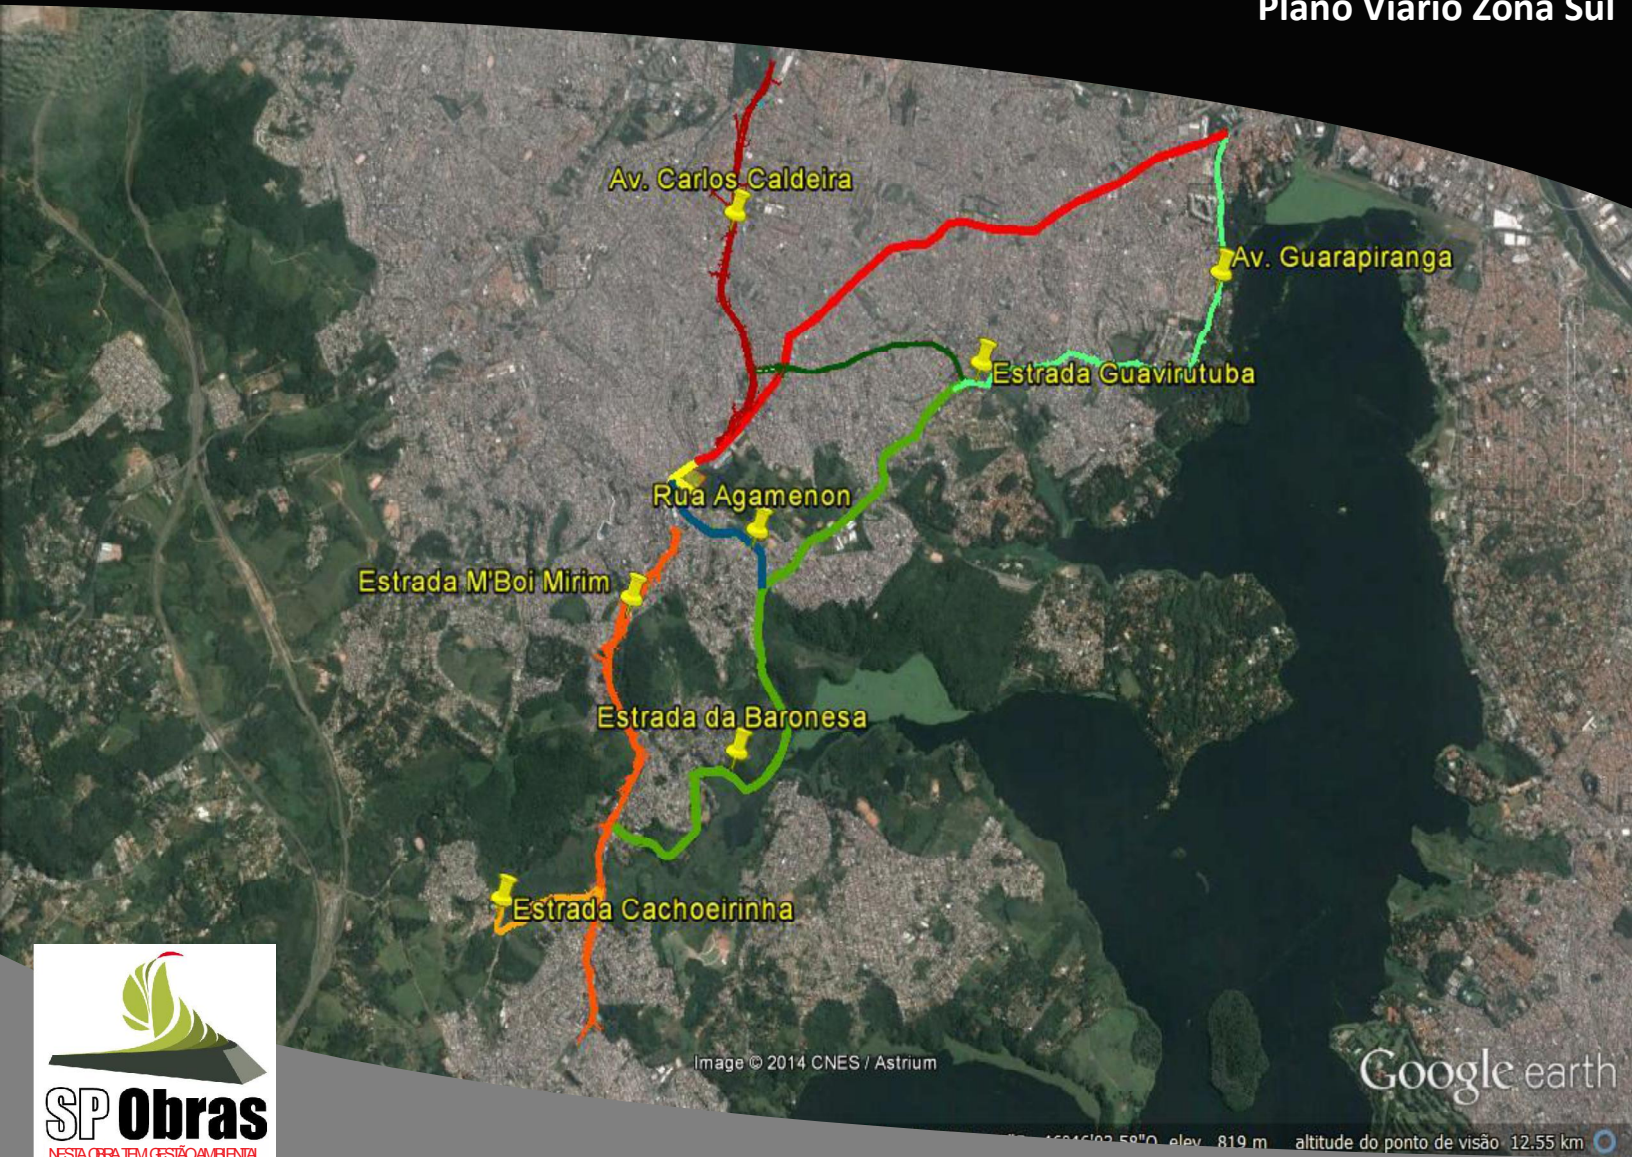 Plano Viário Zona Sul
Av. Carlos Caldeira
Av. Guarapiranga
Estrada Guavirutuba
Rua Agamenon
Estrada M'Boi Mirim
Estrada da Baronesa
Estrada Cachoeirinha
Image © 2014 CNES / Astrium
Google earth
elev 819 m altitude do ponto de visão 12.55 km
SP Obras
NESTA OBRA TEM GESTÃO AMBIENTAL